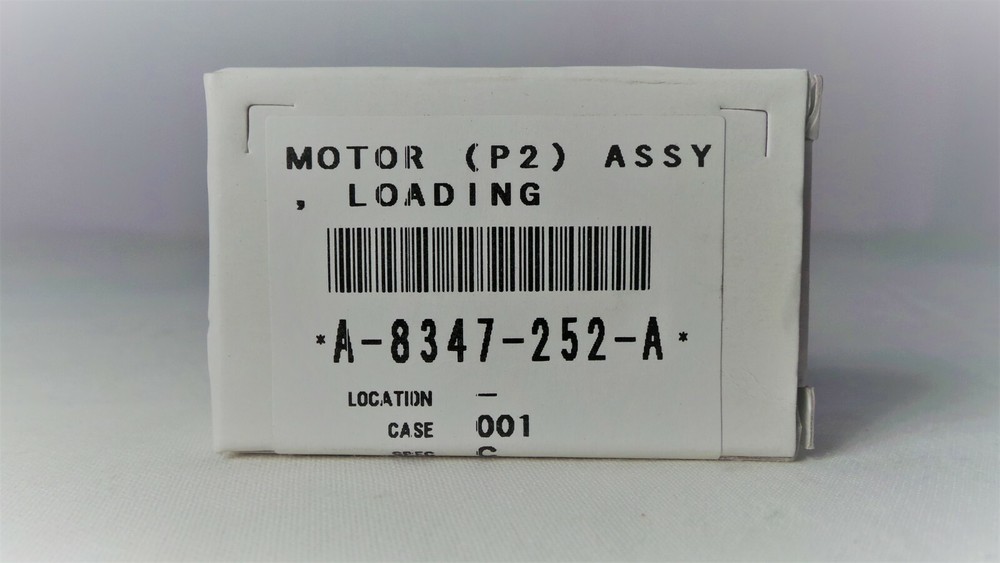 MOTOR (P2) ASSY
, LOADING
*A-8347-252-A*
LOCATION –
CASE 001